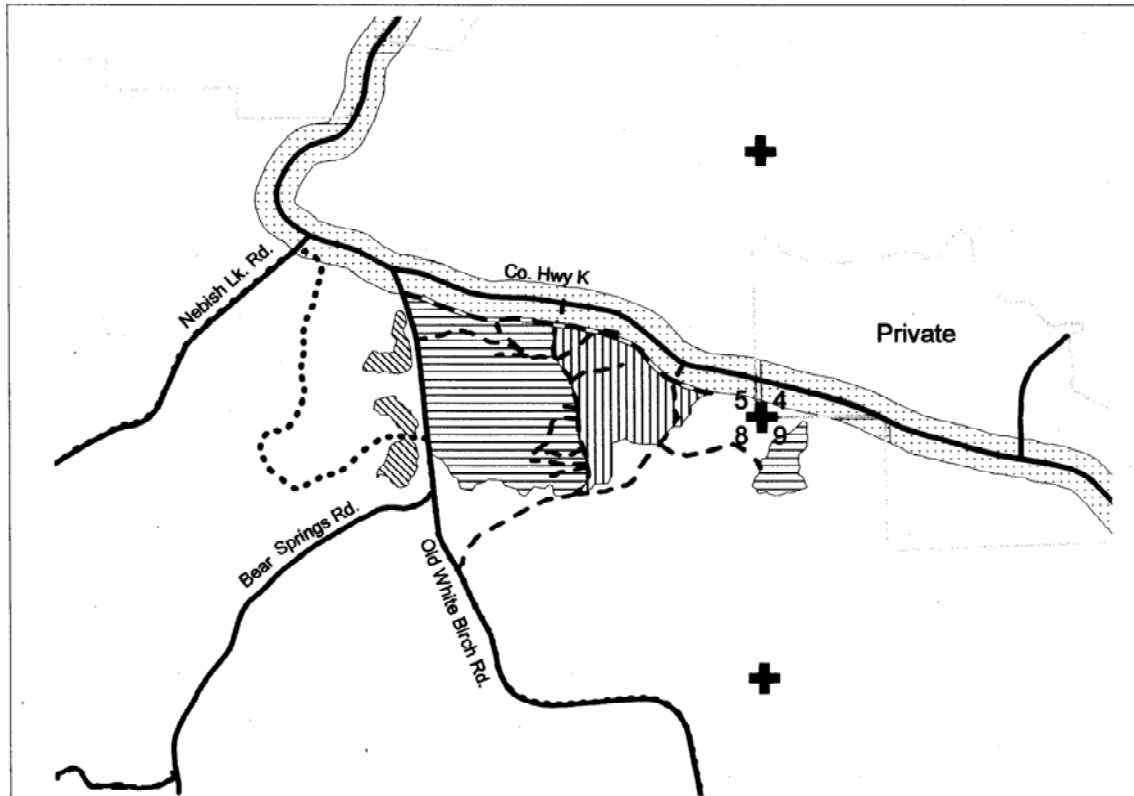 Nebish Lk. Rd.
Co. Hwy K
Private
5 4
8 9
Bear Springs Rd.
Old White Birch Rd.